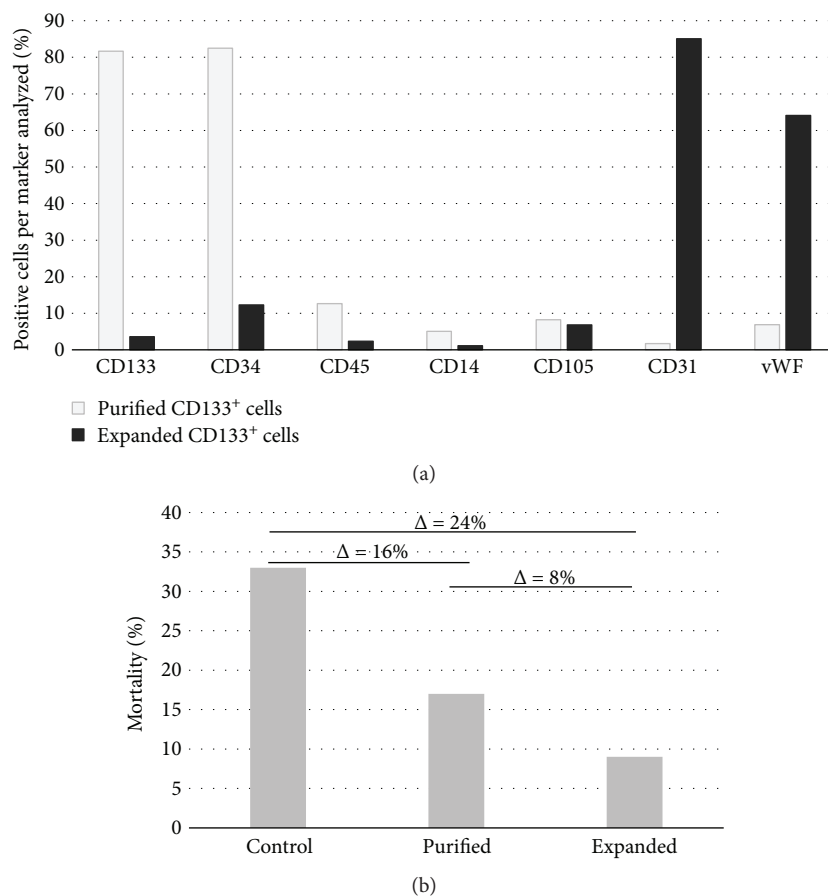 Positive cells per marker analyzed (%)
90
80
70
60
50
40
30
20
10
0
CD133 CD34 CD45 CD14 CD105 CD31 vWF
Purified CD133⁺ cells
Expanded CD133⁺ cells
(a)
Mortality (%)
40
35
30
25
20
15
10
5
0
Δ = 24%
Δ = 16%
Δ = 8%
Control Purified Expanded
(b)